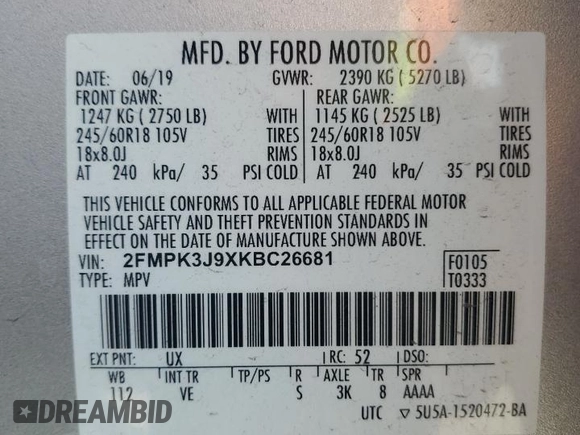 MFD. BY FORD MOTOR CO.
DATE: 06/19 GVWR: 2390 KG ( 5270 LB)
FRONT GAWR: REAR GAWR:
1247 KG ( 2750 LB) WITH 1145 KG ( 2525 LB) WITH
245/60R18 105V TIRES 245/60R18 105V TIRES
18x8.0J RIMS 18x8.0J RIMS
AT 240 kPa/ 35 PSI COLD AT 240 kPa/ 35 PSI COLD
THIS VEHICLE CONFORMS TO ALL APPLICABLE FEDERAL MOTOR
VEHICLE SAFETY AND THEFT PREVENTION STANDARDS IN
EFFECT ON THE DATE OF MANUFACTURE SHOWN ABOVE.
VIN: 2FMPK3J9XKBC26681 F0105
TYPE: MPV T0333
EXT PNT: UX RC: 52 DSO:
WB INT TR TP/PS R AXLE TR SPR
112 VE S 3K 8 AAAA
UTC 5U5A-1520472-BA
DREAMBID